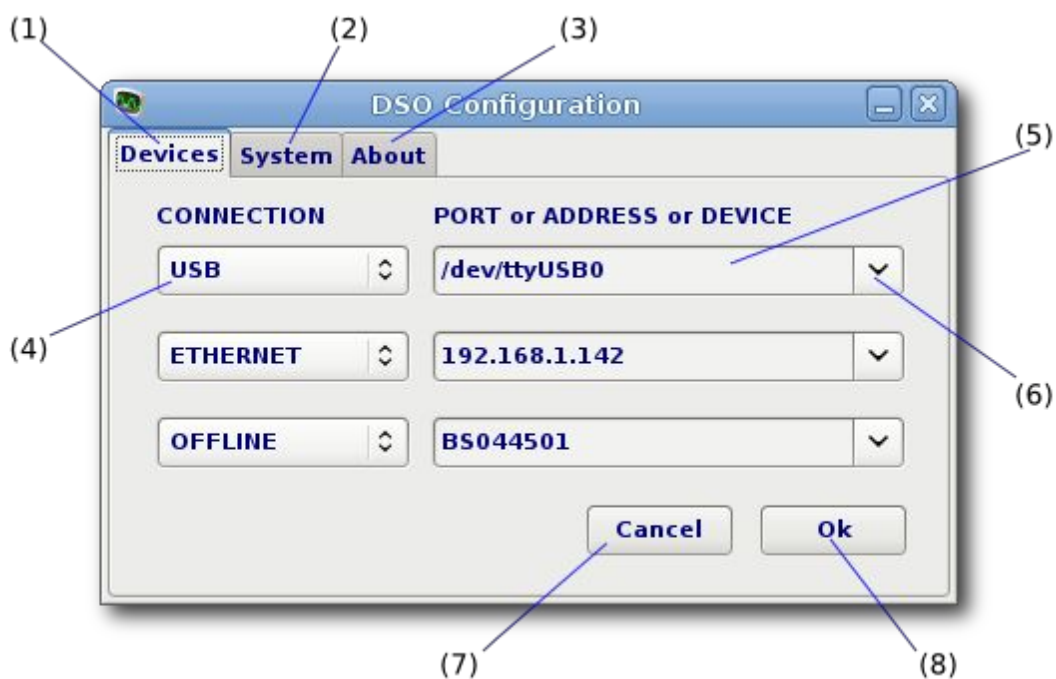 (1) (2) (3)
DSO Configuration
Devices System About
(5)
CONNECTION PORT or ADDRESS or DEVICE
USB /dev/ttyUSB0
(4)
ETHERNET 192.168.1.142
(6)
OFFLINE BS044501
Cancel Ok
(7) (8)